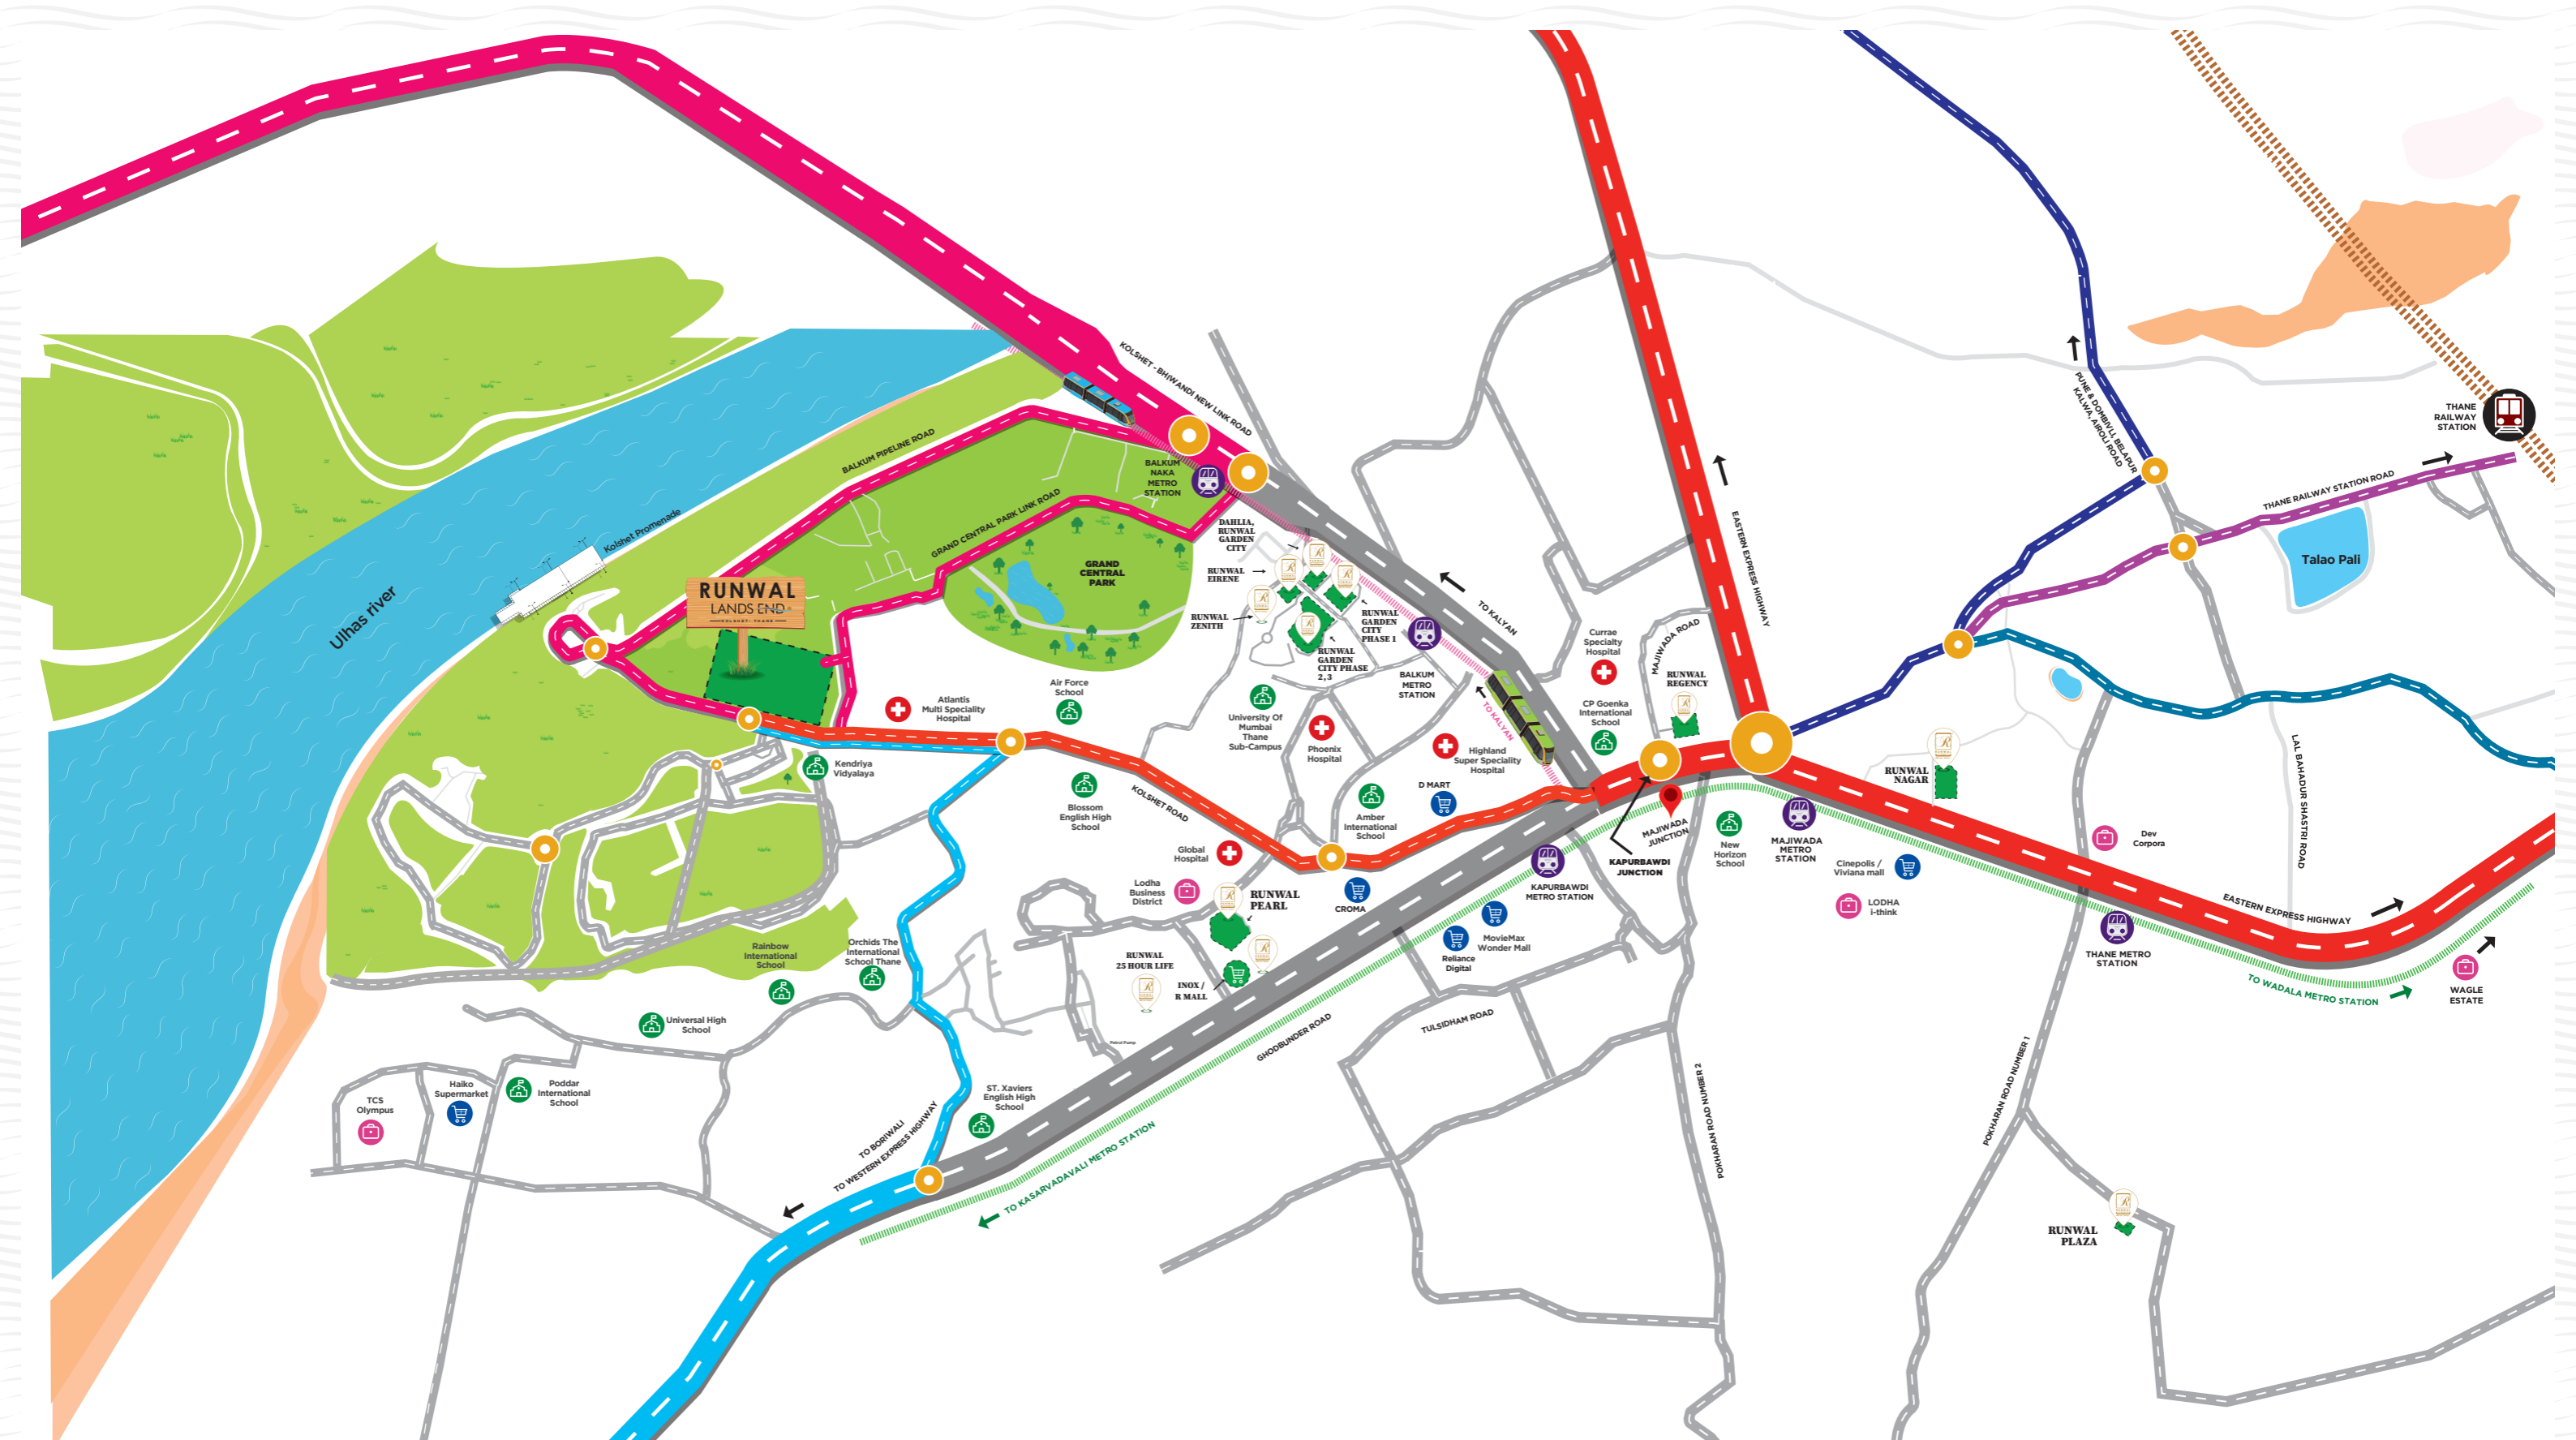 KOLSHET - BHIWANDI NEW LINK ROAD
BALKUM PIPELINE ROAD
BALKUM
NAKA
METRO
STATION
GRAND CENTRAL PARK LINK ROAD
GRAND
CENTRAL
PARK
Kolshet Promenade
Ulhas river
RUNWAL
LANDS END
KOLSHET - THANE
DAHLIA,
RUNWAL
GARDEN
CITY
RUNWAL
EIRENE
RUNWAL
ZENITH
RUNWAL
GARDEN
CITY
PHASE 1
RUNWAL
GARDEN
CITY PHASE
2,3
TO KALYAN
BALKUM
METRO
STATION
TO KALYAN
Currae
Specialty
Hospital
CP Goenka
International
School
MAJIWADA ROAD
RUNWAL
REGENCY
EASTERN EXPRESS HIGHWAY
PUNE & DOMBIVLI, BELAPUR
KALWA, AIROLI ROAD
THANE
RAILWAY
STATION
THANE RAILWAY STATION ROAD
Talao Pali
LAL BAHADUR SHASTRI ROAD
RUNWAL
NAGAR
Atlantis
Multi Speciality
Hospital
Air Force
School
University Of
Mumbai
Thane
Sub-Campus
Phoenix
Hospital
Highland
Super Speciality
Hospital
D MART
Amber
International
School
Kendriya
Vidyalaya
Blossom
English High
School
KOLSHET ROAD
Global
Hospital
Lodha
Business
District
RUNWAL
PEARL
CROMA
RUNWAL
25 HOUR LIFE
INOX /
R MALL
MAJIWADA
JUNCTION
KAPURBAWDI
JUNCTION
KAPURBAWDI
METRO STATION
New
Horizon
School
MAJIWADA
METRO
STATION
Cinepolis /
Viviana mall
LODHA
i-think
Dev
Corpora
MovieMax
Wonder Mall
Reliance
Digital
THANE METRO
STATION
EASTERN EXPRESS HIGHWAY
TO WADALA METRO STATION
WAGLE
ESTATE
Rainbow
International
School
Orchids The
International
School Thane
Universal High
School
Poddar
International
School
Haiko
Supermarket
TCS
Olympus
ST. Xaviers
English High
School
Petrol Pump
GHODBUNDER ROAD
TULSIDHAM ROAD
POKHARAN ROAD NUMBER 2
POKHARAN ROAD NUMBER 1
TO BORIWALI
TO WESTERN EXPRESS HIGHWAY
TO KASARVADAVALI METRO STATION
RUNWAL
PLAZA